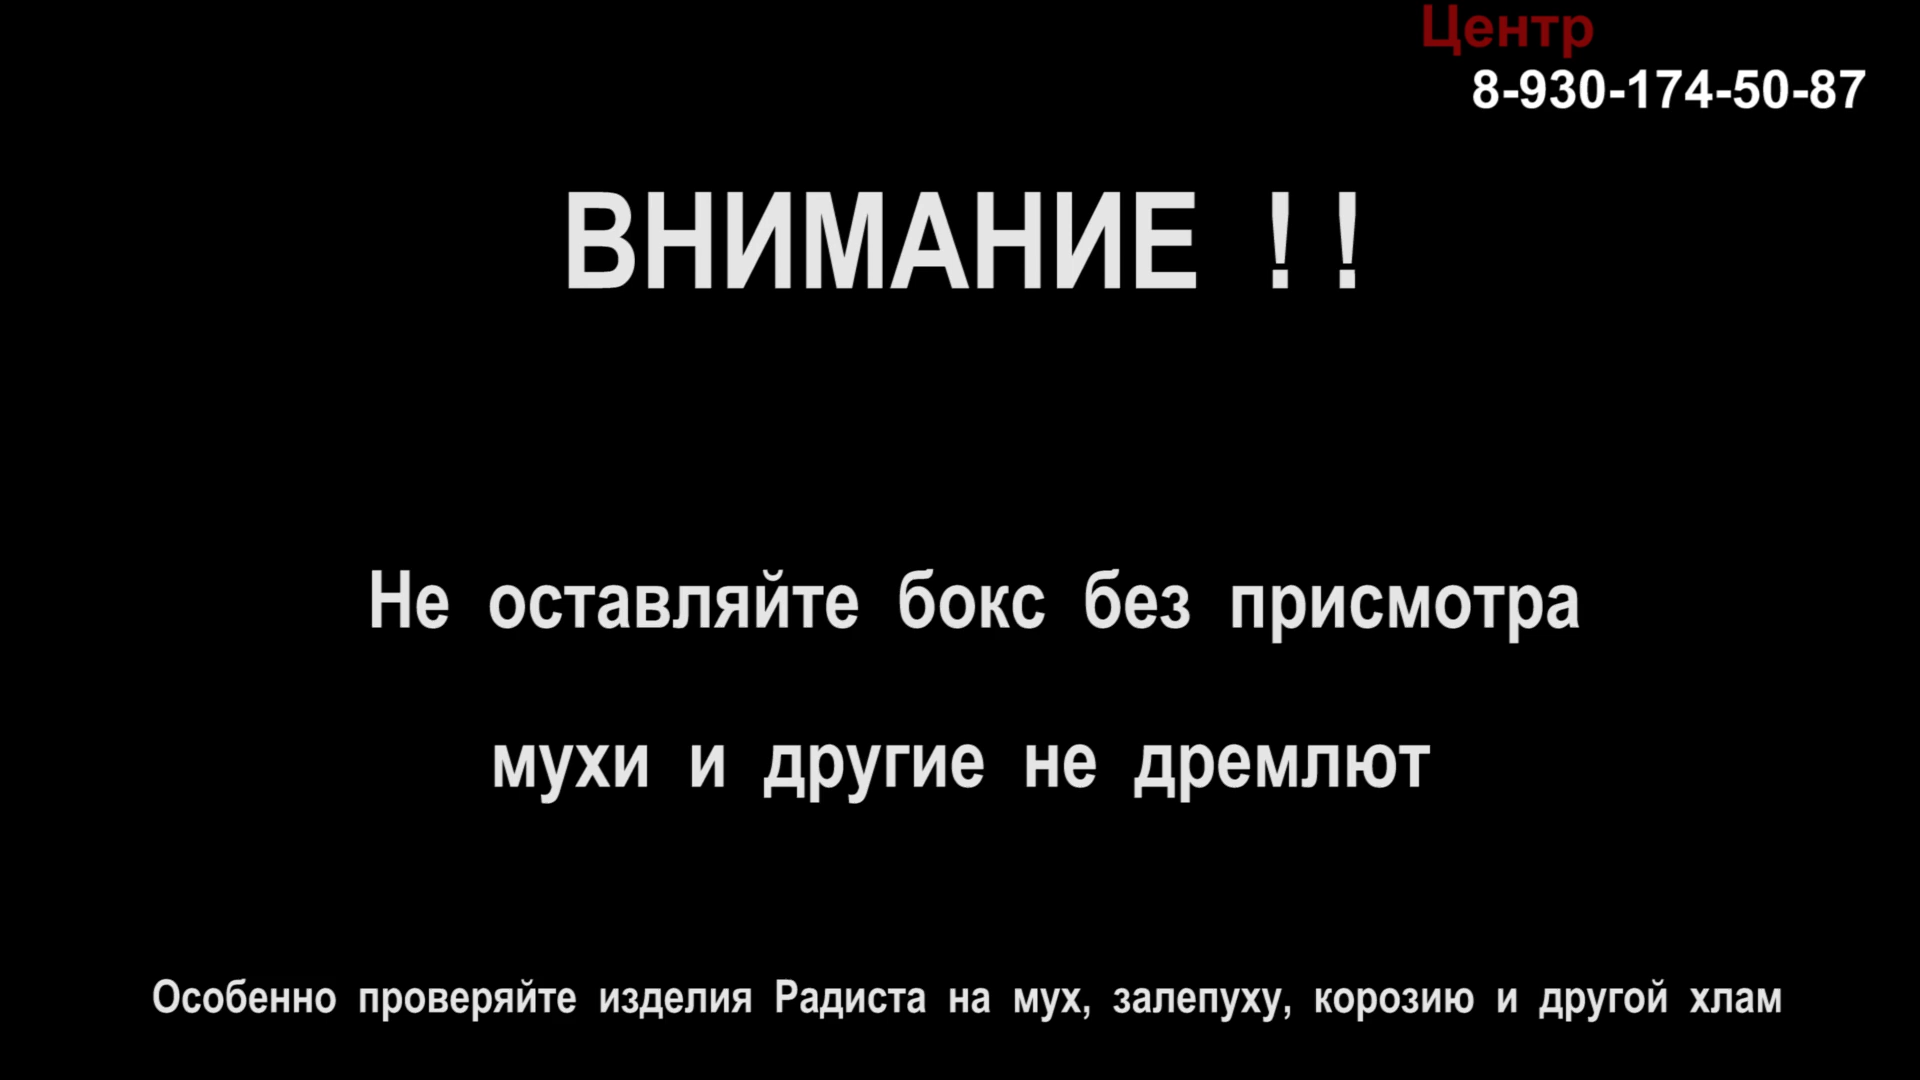 Центр
8-930-174-50-87
ВНИМАНИЕ ! !
Не оставляйте бокс без присмотра
мухи и другие не дремлют
Особенно проверяйте изделия Радиста на мух, залепуху, корозию и другой хлам